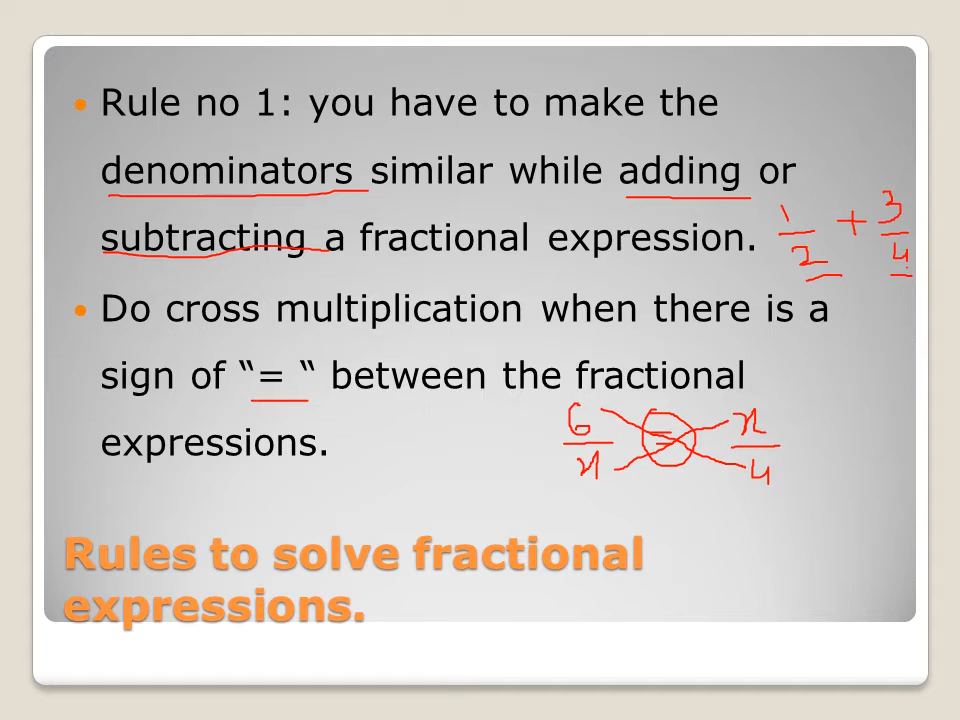 Rule no 1: you have to make the
denominators similar while adding or
subtracting a fractional expression.
1/2 + 3/4
Do cross multiplication when there is a
sign of “= “ between the fractional
expressions.
6/x = x/4
Rules to solve fractional
expressions.